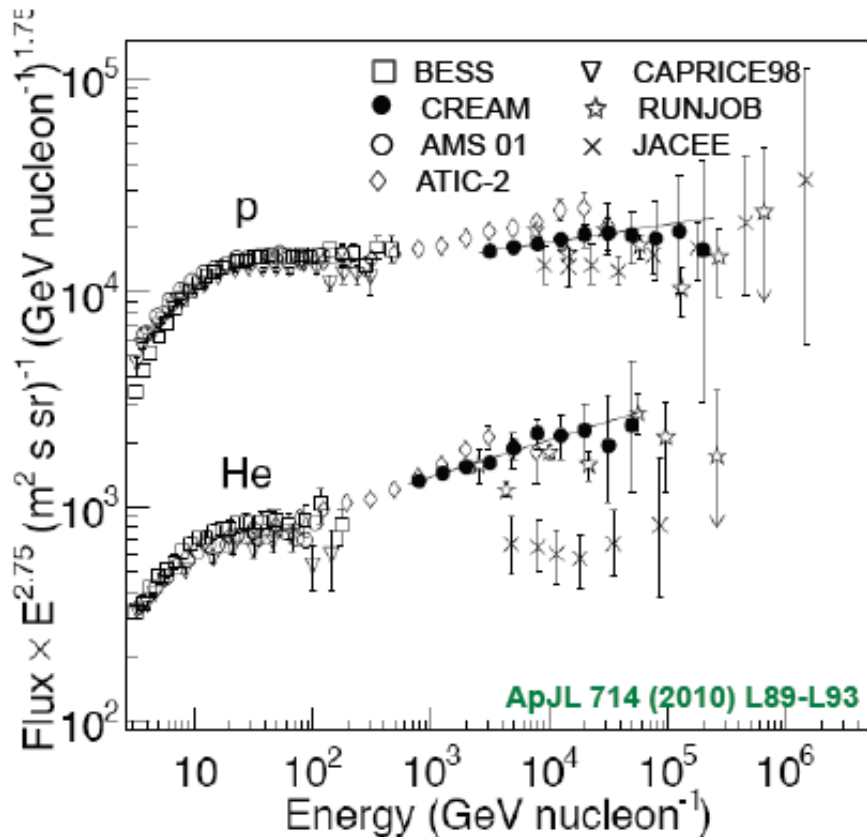 Flux × E^2.75 (m² s sr)^-1 (GeV nucleon^-1)^1.75
10^5
10^4
10^3
10^2
□ BESS ▽ CAPRICE98
● CREAM ☆ RUNJOB
○ AMS 01 × JACEE
◇ ATIC-2
p
He
ApJL 714 (2010) L89-L93
10 10^2 10^3 10^4 10^5 10^6
Energy (GeV nucleon^-1)